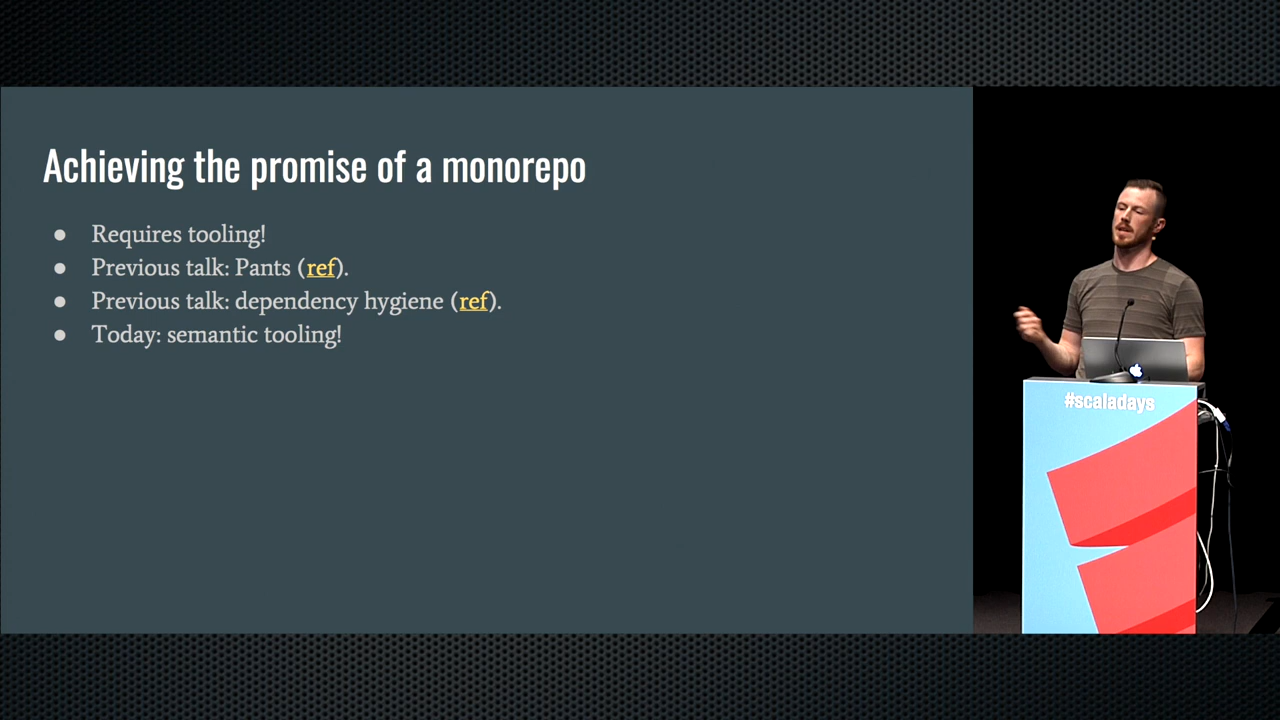 Achieving the promise of a monorepo
● Requires tooling!
● Previous talk: Pants (ref).
● Previous talk: dependency hygiene (ref).
● Today: semantic tooling!
#scaladays